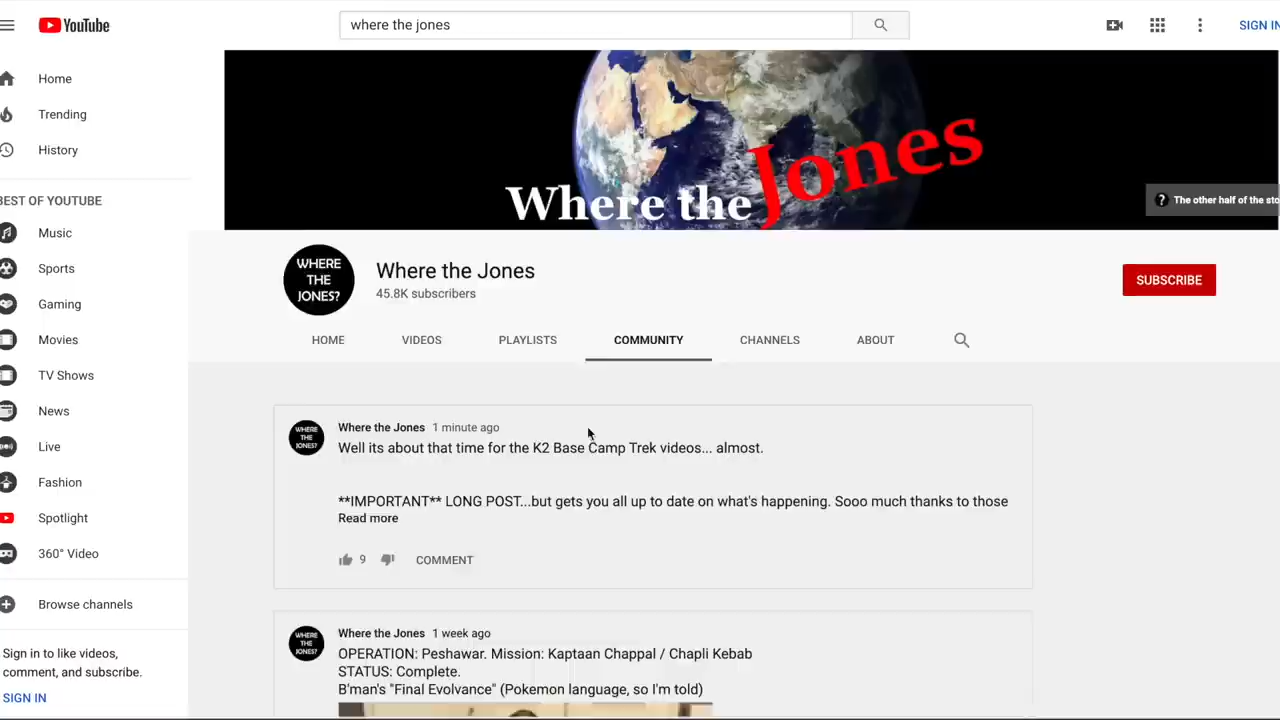 YouTube
where the jones
SIGN IN
Home
Trending
History
BEST OF YOUTUBE
Music
Sports
Gaming
Movies
TV Shows
News
Live
Fashion
Spotlight
360° Video
Browse channels
Sign in to like videos,
comment, and subscribe.
SIGN IN
Where the Jones
? The other half of the sto
WHERE
THE
JONES?
Where the Jones
45.8K subscribers
SUBSCRIBE
HOME VIDEOS PLAYLISTS COMMUNITY CHANNELS ABOUT
WHERE
THE
JONES?
Where the Jones 1 minute ago
Well its about that time for the K2 Base Camp Trek videos... almost.
**IMPORTANT** LONG POST...but gets you all up to date on what's happening. Sooo much thanks to those
Read more
9 COMMENT
WHERE
THE
JONES?
Where the Jones 1 week ago
OPERATION: Peshawar. Mission: Kaptaan Chappal / Chapli Kebab
STATUS: Complete.
B'man's "Final Evolvance" (Pokemon language, so I'm told)